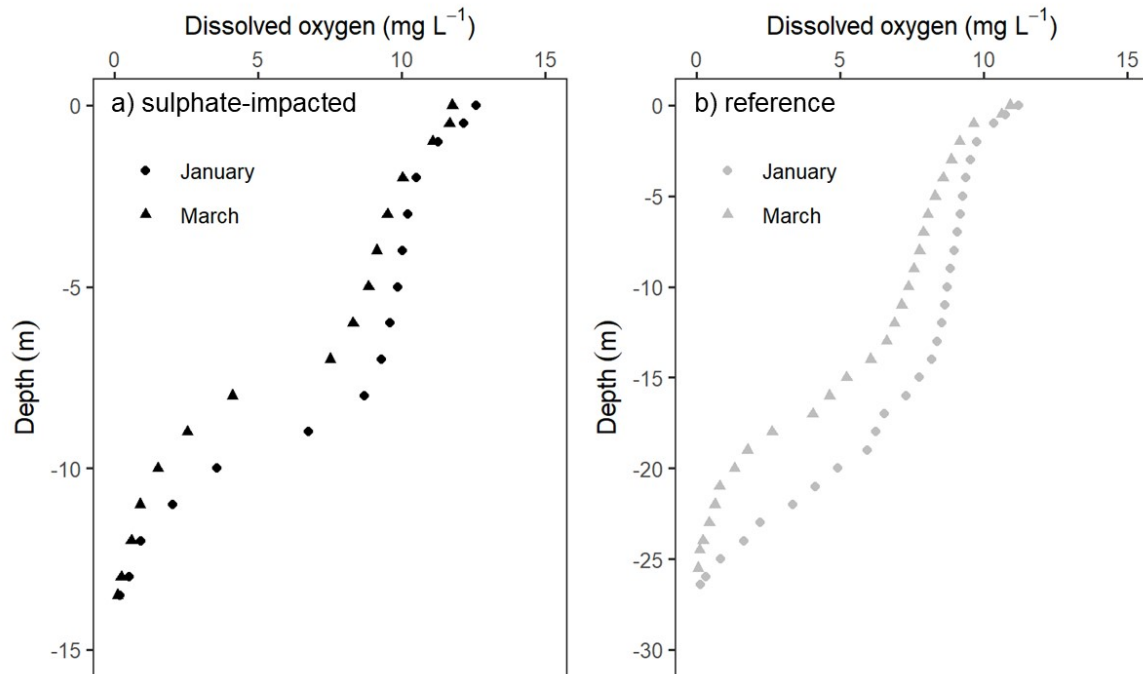 Dissolved oxygen (mg L⁻¹)
0 5 10 15
a) sulphate-impacted
January
March
0
-5
-10
-15
Depth (m)
Dissolved oxygen (mg L⁻¹)
0 5 10 15
b) reference
January
March
0
-5
-10
-15
-20
-25
-30
Depth (m)